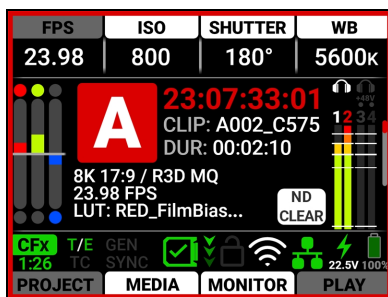 FPS ISO SHUTTER WB
23.98 800 180° 5600K
A
23:07:33:01
CLIP: A002_C575
DUR: 00:02:10
+48V
1 2 3 4
8K 17:9 / R3D MQ
23.98 FPS
LUT: RED_FilmBias...
ND
CLEAR
CFx T/E GEN
1:26 TC SYNC
22.5V 100%
PROJECT MEDIA MONITOR PLAY